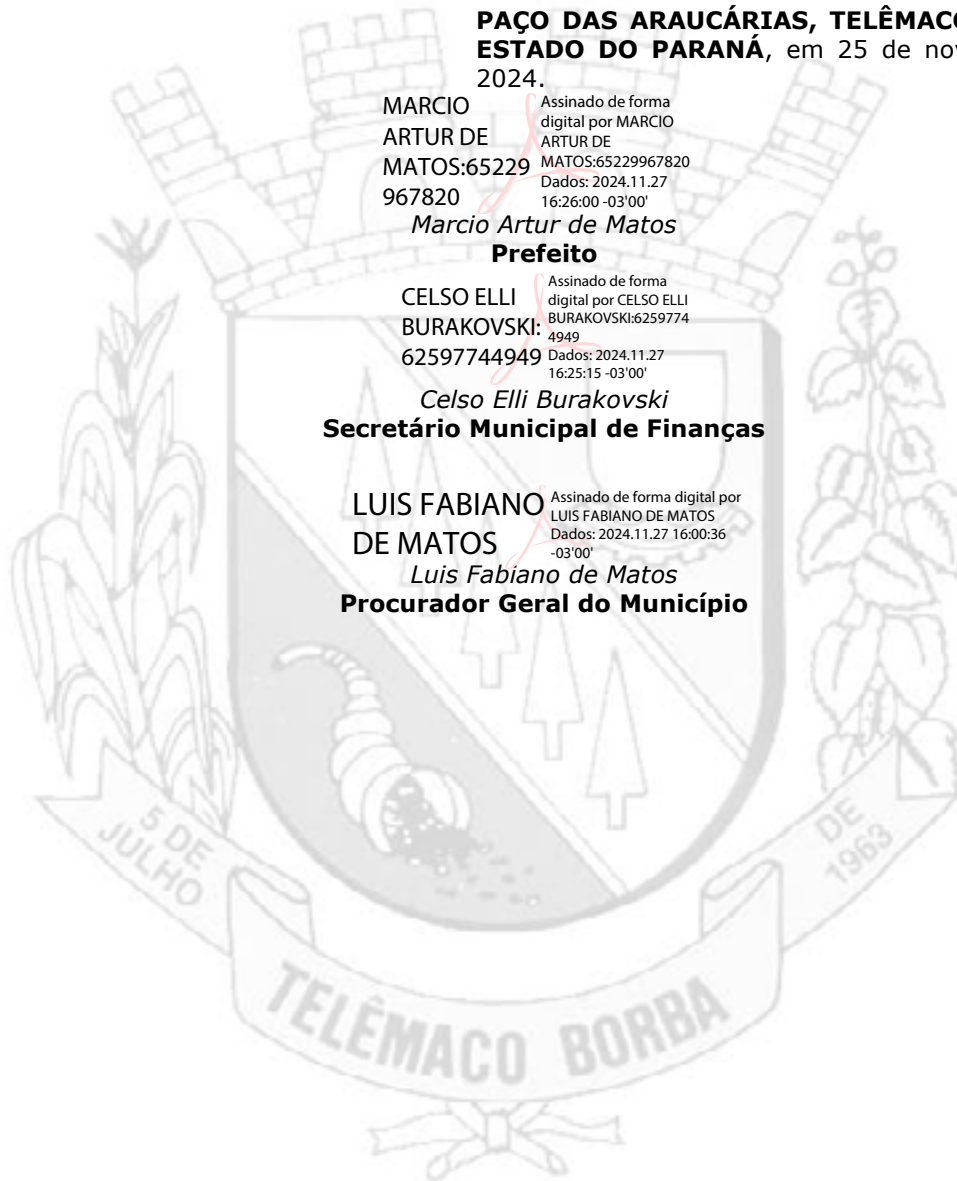 PAÇO DAS ARAUCÁRIAS, TELÊMACO
ESTADO DO PARANÁ, em 25 de
2024.
MARCIO
ARTUR DE
MATOS:65229
967820
Assinado de forma
digital por MARCIO
ARTUR DE
MATOS:65229967820
Dados: 2024.11.27
16:26:00 -03'00'
Marcio Artur de Matos
Prefeito
CELSO ELLI
BURAKOVSKI:
62597744949
Assinado de forma
digital por CELSO ELLI
BURAKOVSKI:6259774
4949
Dados: 2024.11.27
16:25:15 -03'00'
Celso Elli Burakovski
Secretário Municipal de Finanças
LUIS FABIANO
DE MATOS
Assinado de forma digital por
LUIS FABIANO DE MATOS
Dados: 2024.11.27 16:00:36
-03'00'
Luis Fabiano de Matos
Procurador Geral do Município
5 DE
JULHO
DE
1963
TELÊMACO BORBA